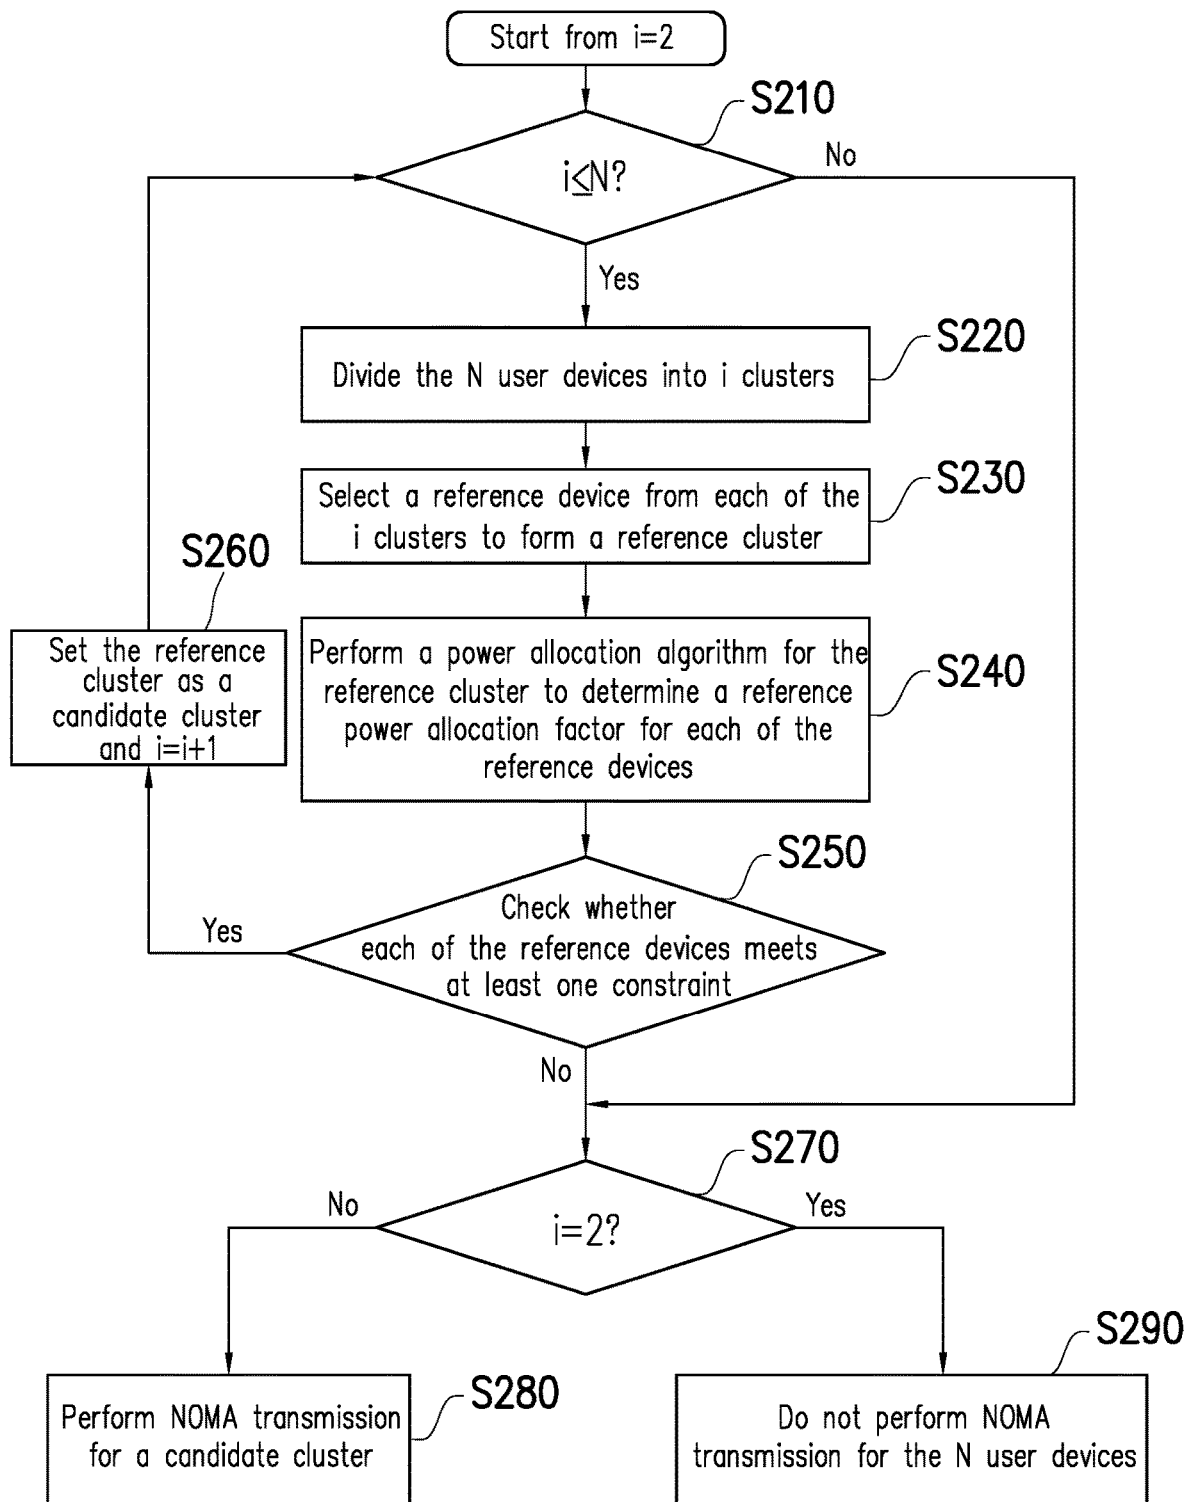 Start from i=2
S210
i≤N?
No
Yes
S220
Divide the N user devices into i clusters
S230
Select a reference device from each of the
i clusters to form a reference cluster
S260
Set the reference
cluster as a
candidate cluster
and i=i+1
Perform a power allocation algorithm for the
reference cluster to determine a reference
power allocation factor for each of the
reference devices
S240
S250
Check whether
each of the reference devices meets
at least one constraint
Yes
No
S270
i=2?
No
Yes
S280
Perform NOMA transmission
for a candidate cluster
S290
Do not perform NOMA
transmission for the N user devices